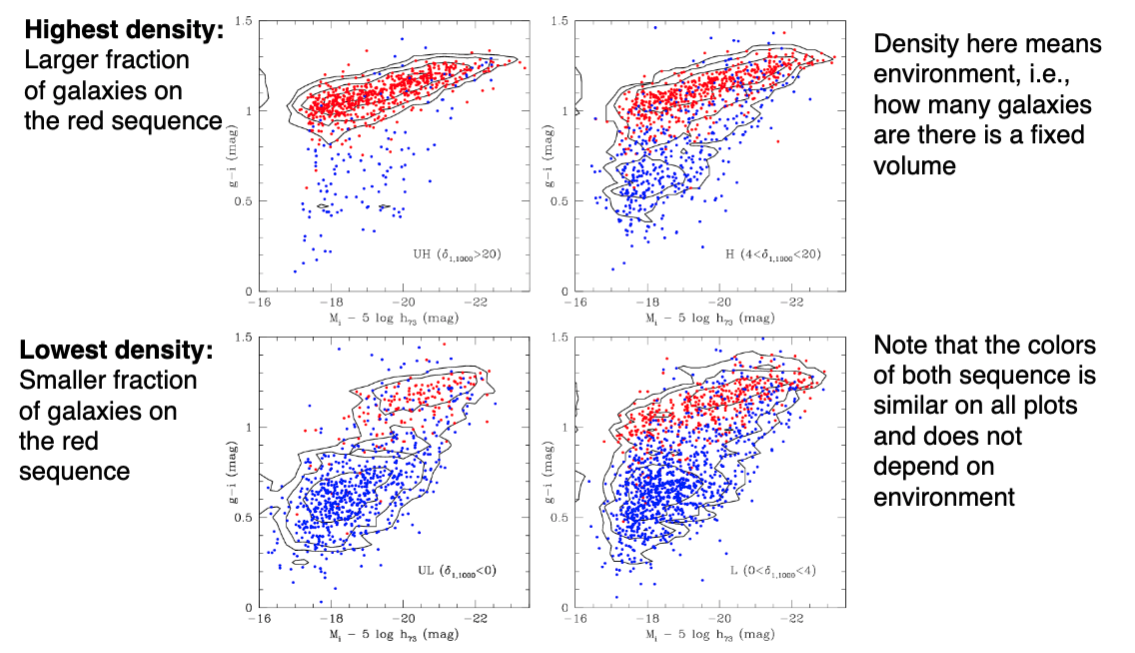 Highest density:
Larger fraction
of galaxies on
the red sequence
1.5
1
0.5
0
g-i (mag)
UH (δ1,1000>20)
-16
-18
-20
-22
Mi - 5 log h73 (mag)
1.5
1
0.5
0
g-i (mag)
H (4<δ1,1000<20)
-16
-18
-20
-22
Mi - 5 log h73 (mag)
Density here means
environment, i.e.,
how many galaxies
are there is a fixed
volume
Lowest density:
Smaller fraction
of galaxies on
the red
sequence
1.5
1
0.5
0
g-i (mag)
UL (δ1,1000<0)
-16
-18
-20
-22
Mi - 5 log h73 (mag)
1.5
1
0.5
0
g-i (mag)
L (0<δ1,1000<4)
-16
-18
-20
-22
Mi - 5 log h73 (mag)
Note that the colors
of both sequence is
similar on all plots
and does not
depend on
environment